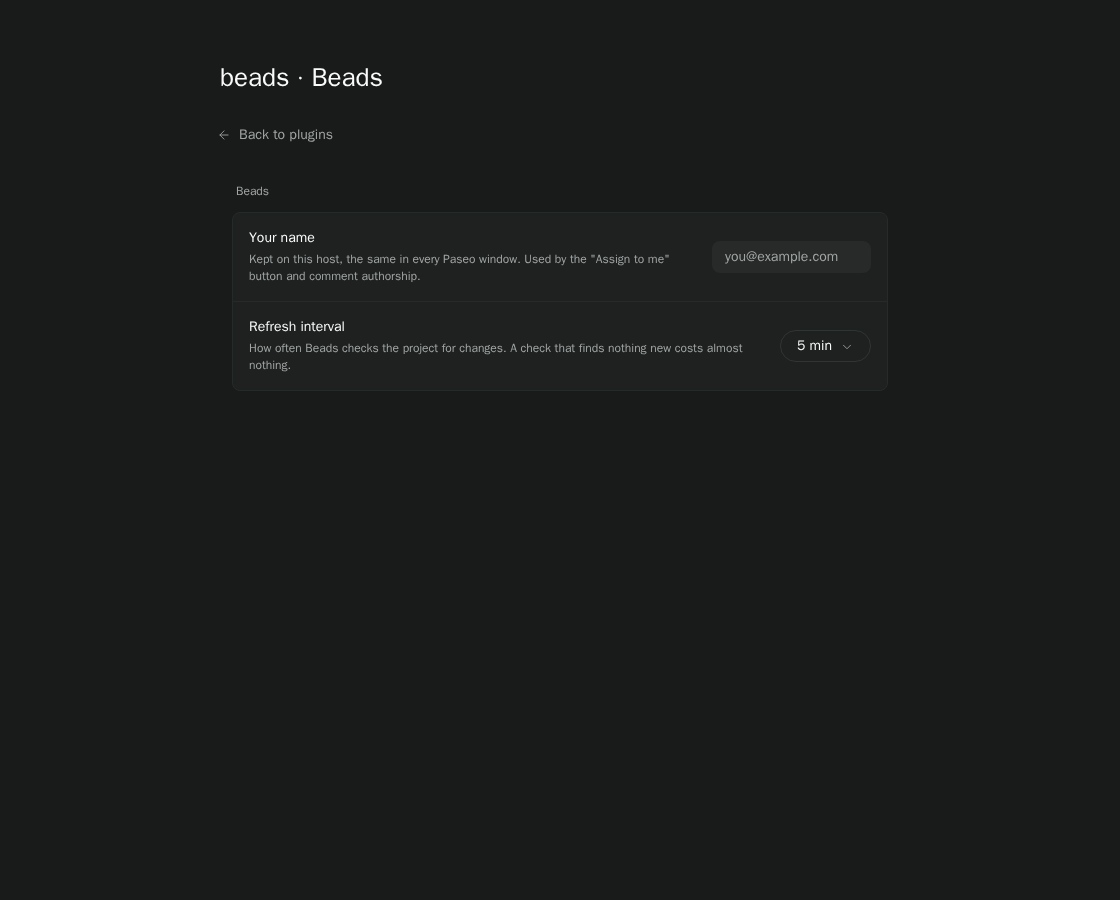 beads · Beads
Back to plugins
Beads
Your name
Kept on this host, the same in every Paseo window. Used by the "Assign to me"
button and comment authorship.
you@example.com
Refresh interval
How often Beads checks the project for changes. A check that finds nothing new costs almost
nothing.
5 min